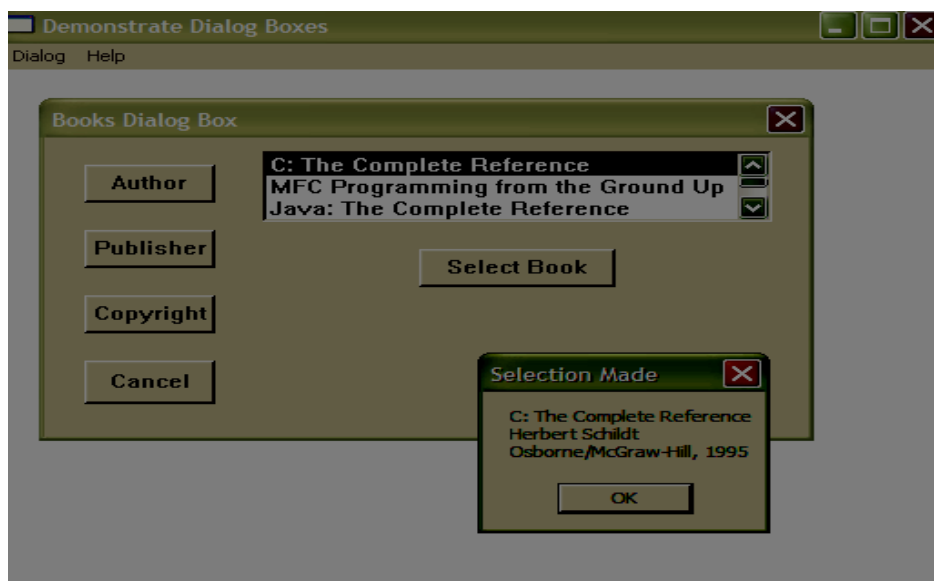 Demonstrate Dialog Boxes
Dialog Help
Books Dialog Box
Author
Publisher
Copyright
Cancel
C: The Complete Reference
MFC Programming from the Ground Up
Java: The Complete Reference
Select Book
Selection Made
C: The Complete Reference
Herbert Schildt
Osborne/McGraw-Hill, 1995
OK